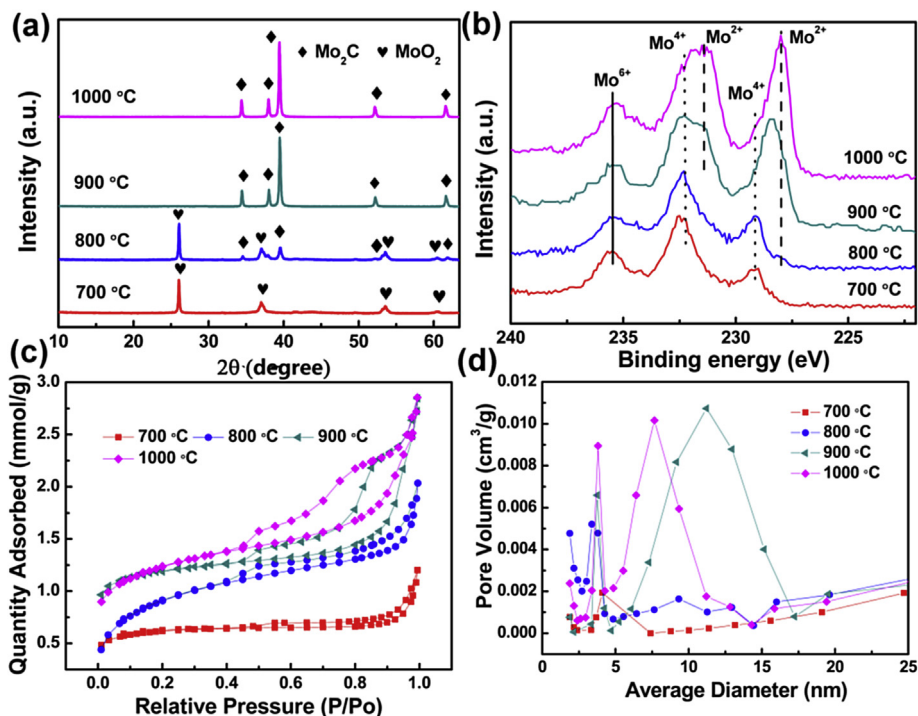 (a)
♦ Mo₂C ♥ MoO₂
1000 °C
900 °C
800 °C
700 °C
Intensity (a.u.)
10 20 30 40 50 60
2θ (degree)
(b)
Mo⁶⁺
Mo⁴⁺
Mo²⁺
Mo⁴⁺
Mo²⁺
1000 °C
900 °C
800 °C
700 °C
Intensity (a.u.)
240 235 230 225
Binding energy (eV)
(c)
3.0
2.5
2.0
1.5
1.0
0.5
Quantity Adsorbed (mmol/g)
700 °C 800 °C 900 °C
1000 °C
0.0 0.2 0.4 0.6 0.8 1.0
Relative Pressure (P/Po)
(d)
0.012
0.010
0.008
0.006
0.004
0.002
0.000
Pore Volume (cm³/g)
700 °C
800 °C
900 °C
1000 °C
0 5 10 15 20 25
Average Diameter (nm)